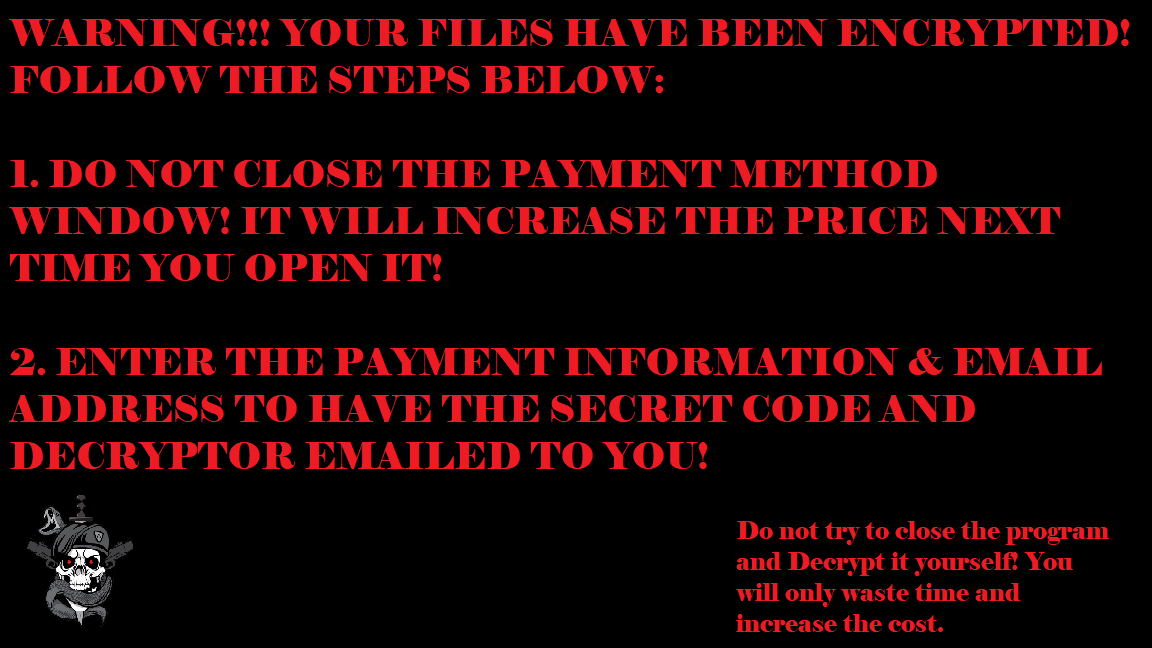 WARNING!!! YOUR FILES HAVE BEEN ENCRYPTED!
FOLLOW THE STEPS BELOW:
1. DO NOT CLOSE THE PAYMENT METHOD
WINDOW! IT WILL INCREASE THE PRICE NEXT
TIME YOU OPEN IT!
2. ENTER THE PAYMENT INFORMATION & EMAIL
ADDRESS TO HAVE THE SECRET CODE AND
DECRYPTOR EMAILED TO YOU!
Do not try to close the program
and Decrypt it yourself! You
will only waste time and
increase the cost.